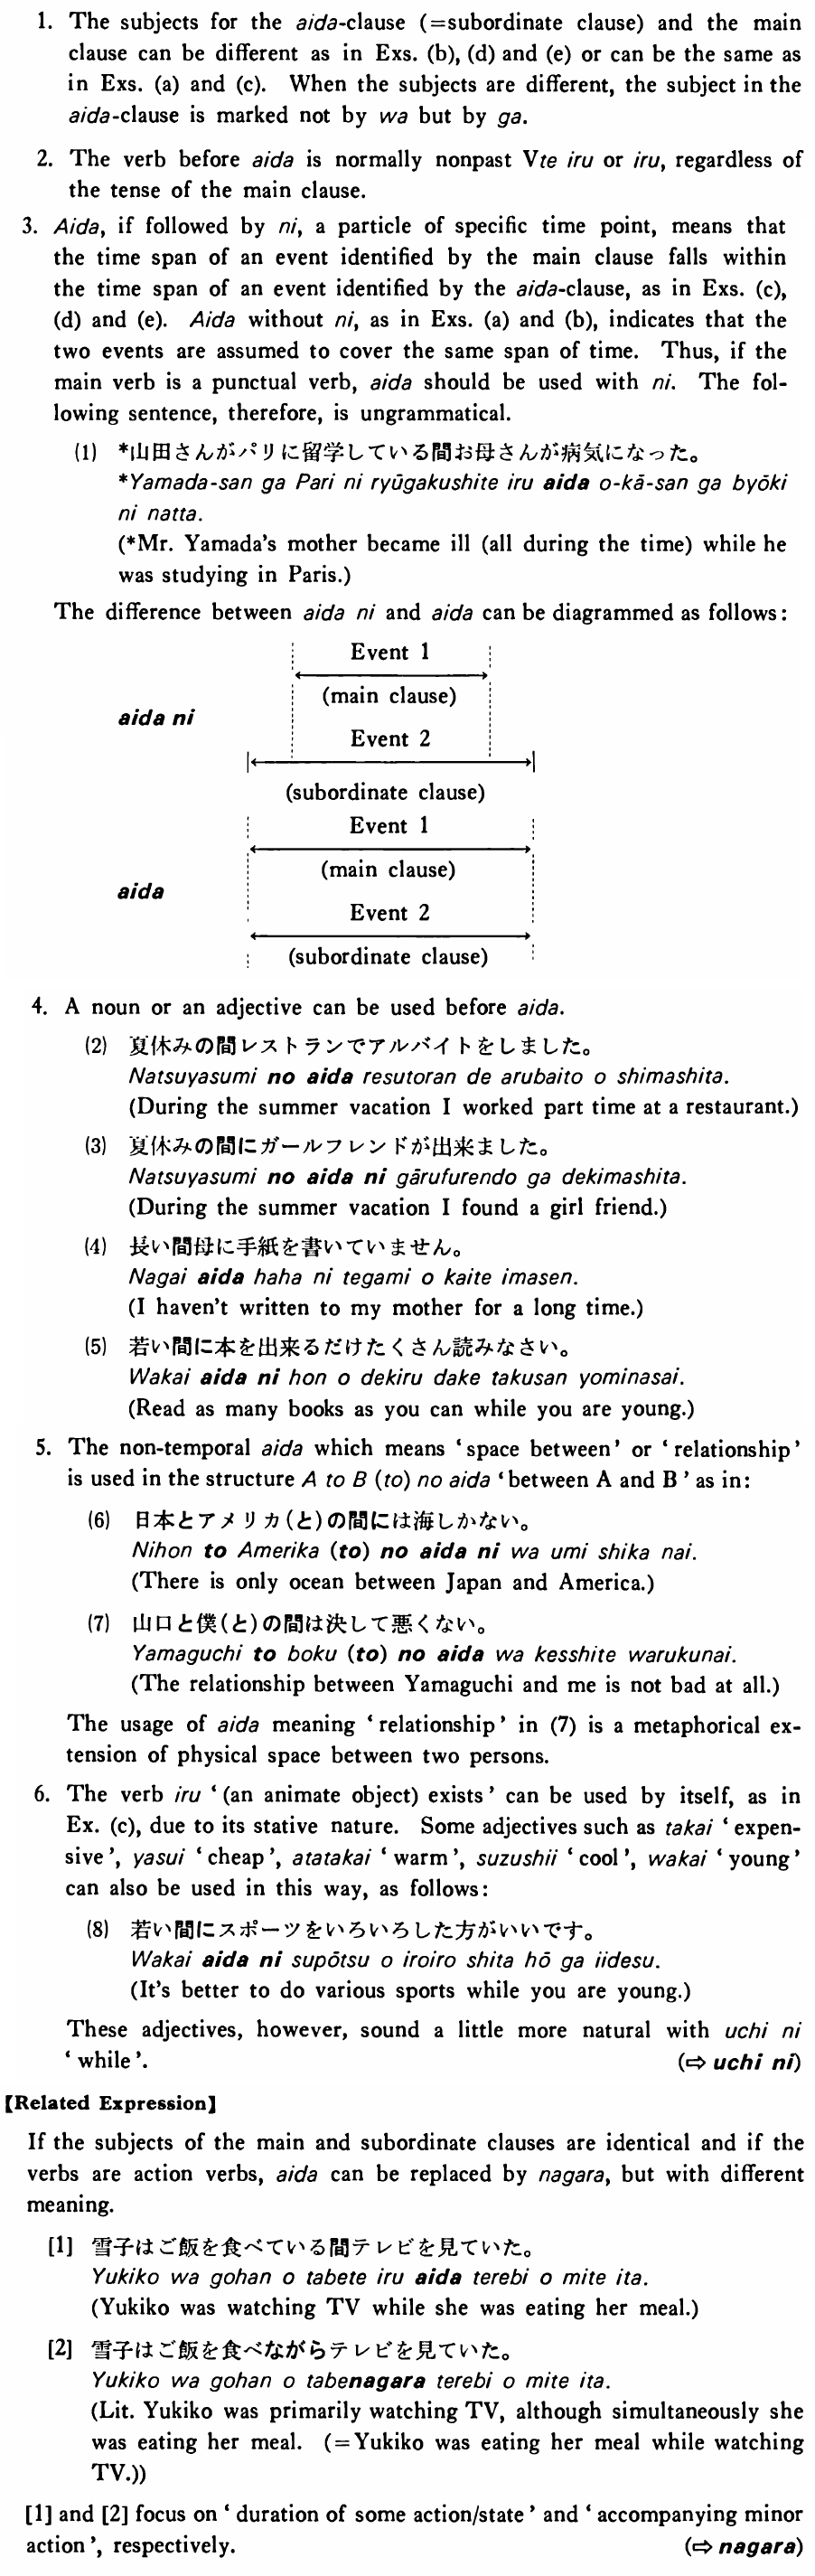 1. The subjects for the aida-clause (=subordinate clause) and the main
clause can be different as in Exs. (b), (d) and (e) or can be the same as
in Exs. (a) and (c). When the subjects are different, the subject in the
aida-clause is marked not by wa but by ga.
2. The verb before aida is normally nonpast Vte iru or iru, regardless of
the tense of the main clause.
3. Aida, if followed by ni, a particle of specific time point, means that
the time span of an event identified by the main clause falls within
the time span of an event identified by the aida-clause, as in Exs. (c),
(d) and (e). Aida without ni, as in Exs. (a) and (b), indicates that the
two events are assumed to cover the same span of time. Thus, if the
main verb is a punctual verb, aida should be used with ni. The fol-
lowing sentence, therefore, is ungrammatical.
(1) *山田さんがパリに留学している間お母さんが病気になった。
*Yamada-san ga Pari ni ryūgakushite iru aida o-kā-san ga byōki
ni natta.
(*Mr. Yamada's mother became ill (all during the time) while he
was studying in Paris.)
The difference between aida ni and aida can be diagrammed as follows:
Event 1
(main clause)
aida ni
Event 2
(subordinate clause)
Event 1
(main clause)
aida
Event 2
(subordinate clause)
4. A noun or an adjective can be used before aida.
(2) 夏休みの間レストランでアルバイトをしました。
Natsuyasumi no aida resutoran de arubaito o shimashita.
(During the summer vacation I worked part time at a restaurant.)
(3) 夏休みの間にガールフレンドが出来ました。
Natsuyasumi no aida ni gārufurendo ga dekimashita.
(During the summer vacation I found a girl friend.)
(4) 長い間母に手紙を書いていません。
Nagai aida haha ni tegami o kaite imasen.
(I haven't written to my mother for a long time.)
(5) 若い間に本を出来るだけたくさん読みなさい。
Wakai aida ni hon o dekiru dake takusan yominasai.
(Read as many books as you can while you are young.)
5. The non-temporal aida which means ‘space between’ or ‘relationship’
is used in the structure A to B (to) no aida ‘between A and B’ as in:
(6) 日本とアメリカ(と)の間には海しかない。
Nihon to Amerika (to) no aida ni wa umi shika nai.
(There is only ocean between Japan and America.)
(7) 山口と僕(と)の間は決して悪くない。
Yamaguchi to boku (to) no aida wa kesshite warukunai.
(The relationship between Yamaguchi and me is not bad at all.)
The usage of aida meaning ‘relationship’ in (7) is a metaphorical ex-
tension of physical space between two persons.
6. The verb iru ‘(an animate object) exists’ can be used by itself, as in
Ex. (c), due to its stative nature. Some adjectives such as takai ‘expen-
sive’, yasui ‘cheap’, atatakai ‘warm’, suzushii ‘cool’, wakai ‘young’
can also be used in this way, as follows:
(8) 若い間にスポーツをいろいろした方がいいです。
Wakai aida ni supōtsu o iroiro shita hō ga iidesu.
(It's better to do various sports while you are young.)
These adjectives, however, sound a little more natural with uchi ni
‘while’. (⇨ uchi ni)
【Related Expression】
If the subjects of the main and subordinate clauses are identical and if the
verbs are action verbs, aida can be replaced by nagara, but with different
meaning.
[1] 雪子はご飯を食べている間テレビを見ていた。
Yukiko wa gohan o tabete iru aida terebi o mite ita.
(Yukiko was watching TV while she was eating her meal.)
[2] 雪子はご飯を食べながらテレビを見ていた。
Yukiko wa gohan o tabenagara terebi o mite ita.
(Lit. Yukiko was primarily watching TV, although simultaneously she
was eating her meal. (=Yukiko was eating her meal while watching
TV.))
[1] and [2] focus on ‘duration of some action/state’ and ‘accompanying minor
action’, respectively. (⇨ nagara)